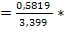 = 0,5819 / 3,399 *